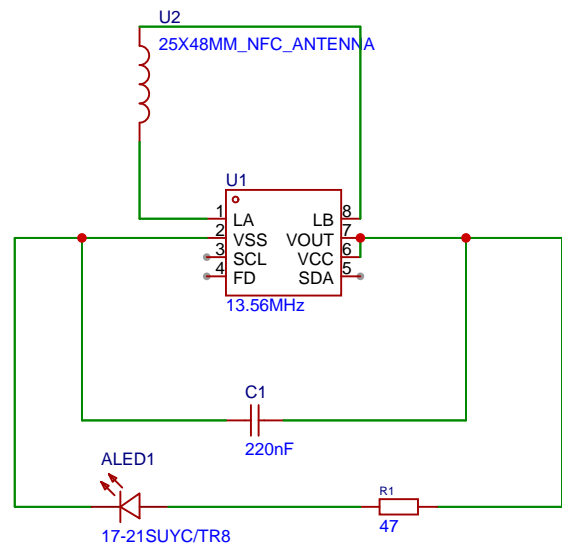 U2
25X48MM_NFC_ANTENNA
U1
1 LA LB 8
2 VSS VOUT 7
3 SCL VCC 6
4 FD SDA 5
13.56MHz
C1
220nF
ALED1
17-21SUYC/TR8
R1
47